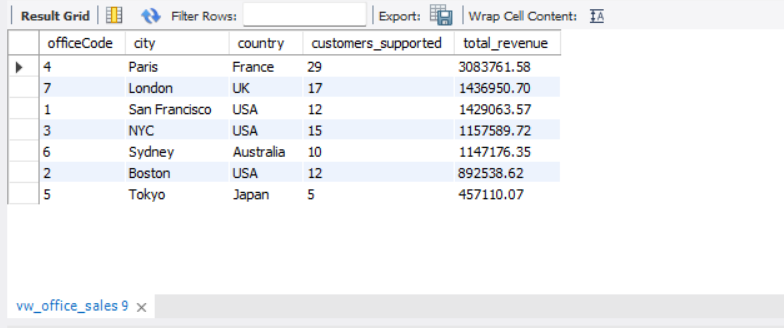 Result Grid Filter Rows: Export: Wrap Cell Content:
officeCode city country customers_supported total_revenue
4 Paris France 29 3083761.58
7 London UK 17 1436950.70
1 San Francisco USA 12 1429063.57
3 NYC USA 15 1157589.72
6 Sydney Australia 10 1147176.35
2 Boston USA 12 892538.62
5 Tokyo Japan 5 457110.07
vw_office_sales 9 ×